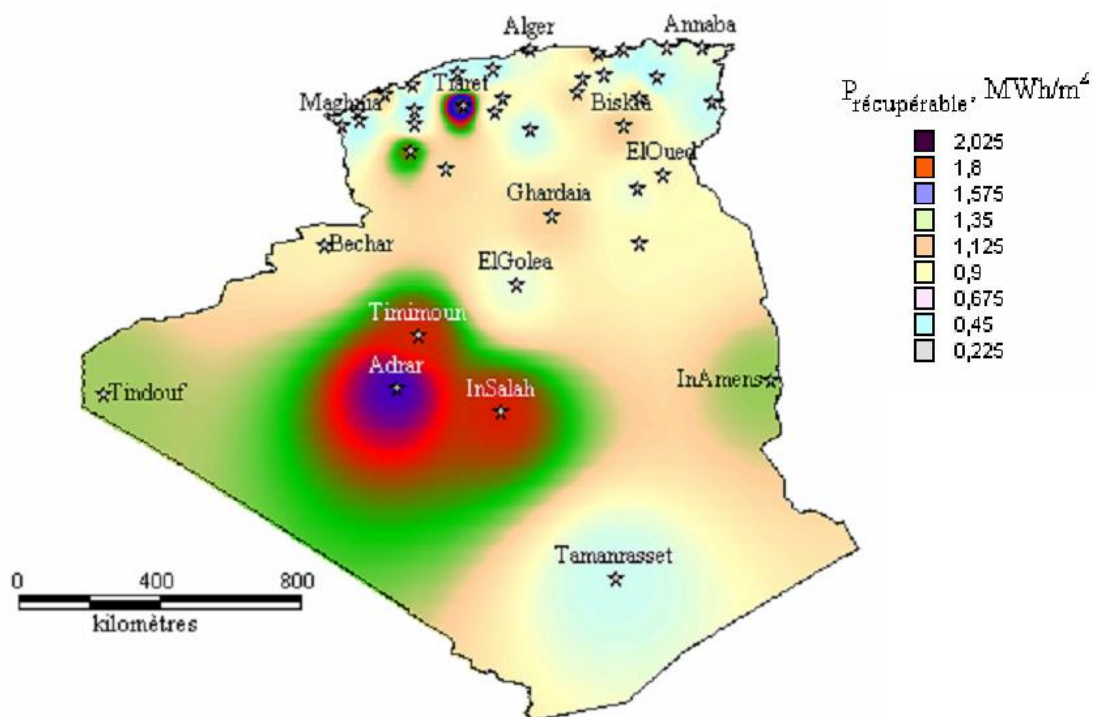 Alger
Annaba
Tiaret
Maghnia
Biskra
ElOued
Ghardaia
Bechar
ElGolea
Timimoun
Adrar
InSalah
InAmens
Tindouf
Tamanrasset
0 400 800
kilomètres
Précupérable, MWh/m²
2,025
1,8
1,575
1,35
1,125
0,9
0,675
0,45
0,225